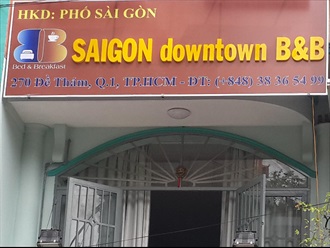 HKD: PHỐ SÀI GÒN
SAIGON downtown B&B
Bed & Breakfast
270 Đề Thám, Q.1, TP.HCM - ĐT: (+848) 38 36 54 99